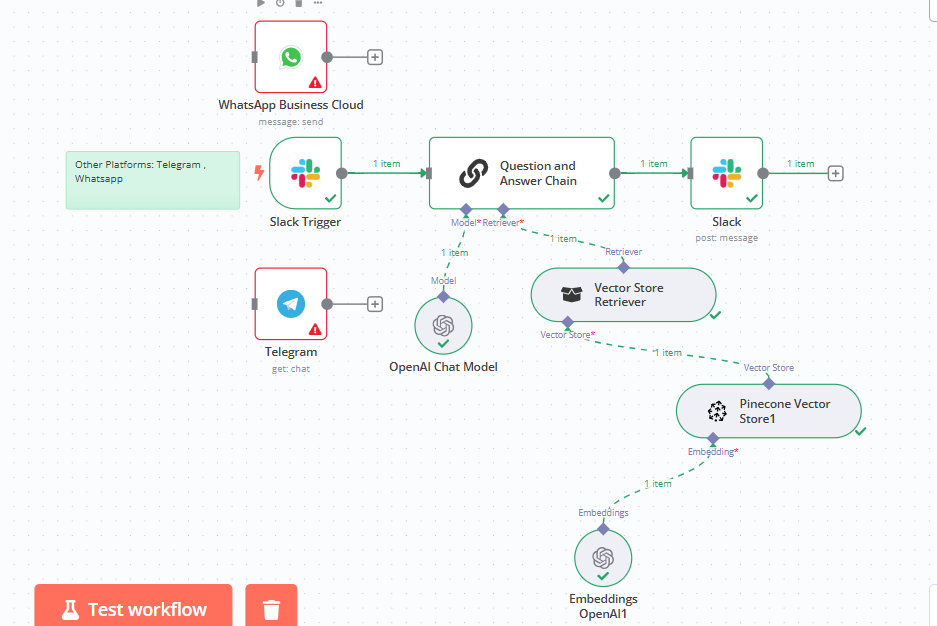 WhatsApp Business Cloud
message: send
Other Platforms: Telegram ,
Whatsapp
1 item
Question and
Answer Chain
1 item
1 item
Slack Trigger
Model* Retriever*
Slack
post: message
1 item
1 item
Retriever
Model
Vector Store
Retriever
Telegram
get: chat
OpenAI Chat Model
Vector Store*
1 item
Vector Store
Pinecone Vector
Store1
Embedding*
1 item
Embeddings
Embeddings
OpenAI1
Test workflow